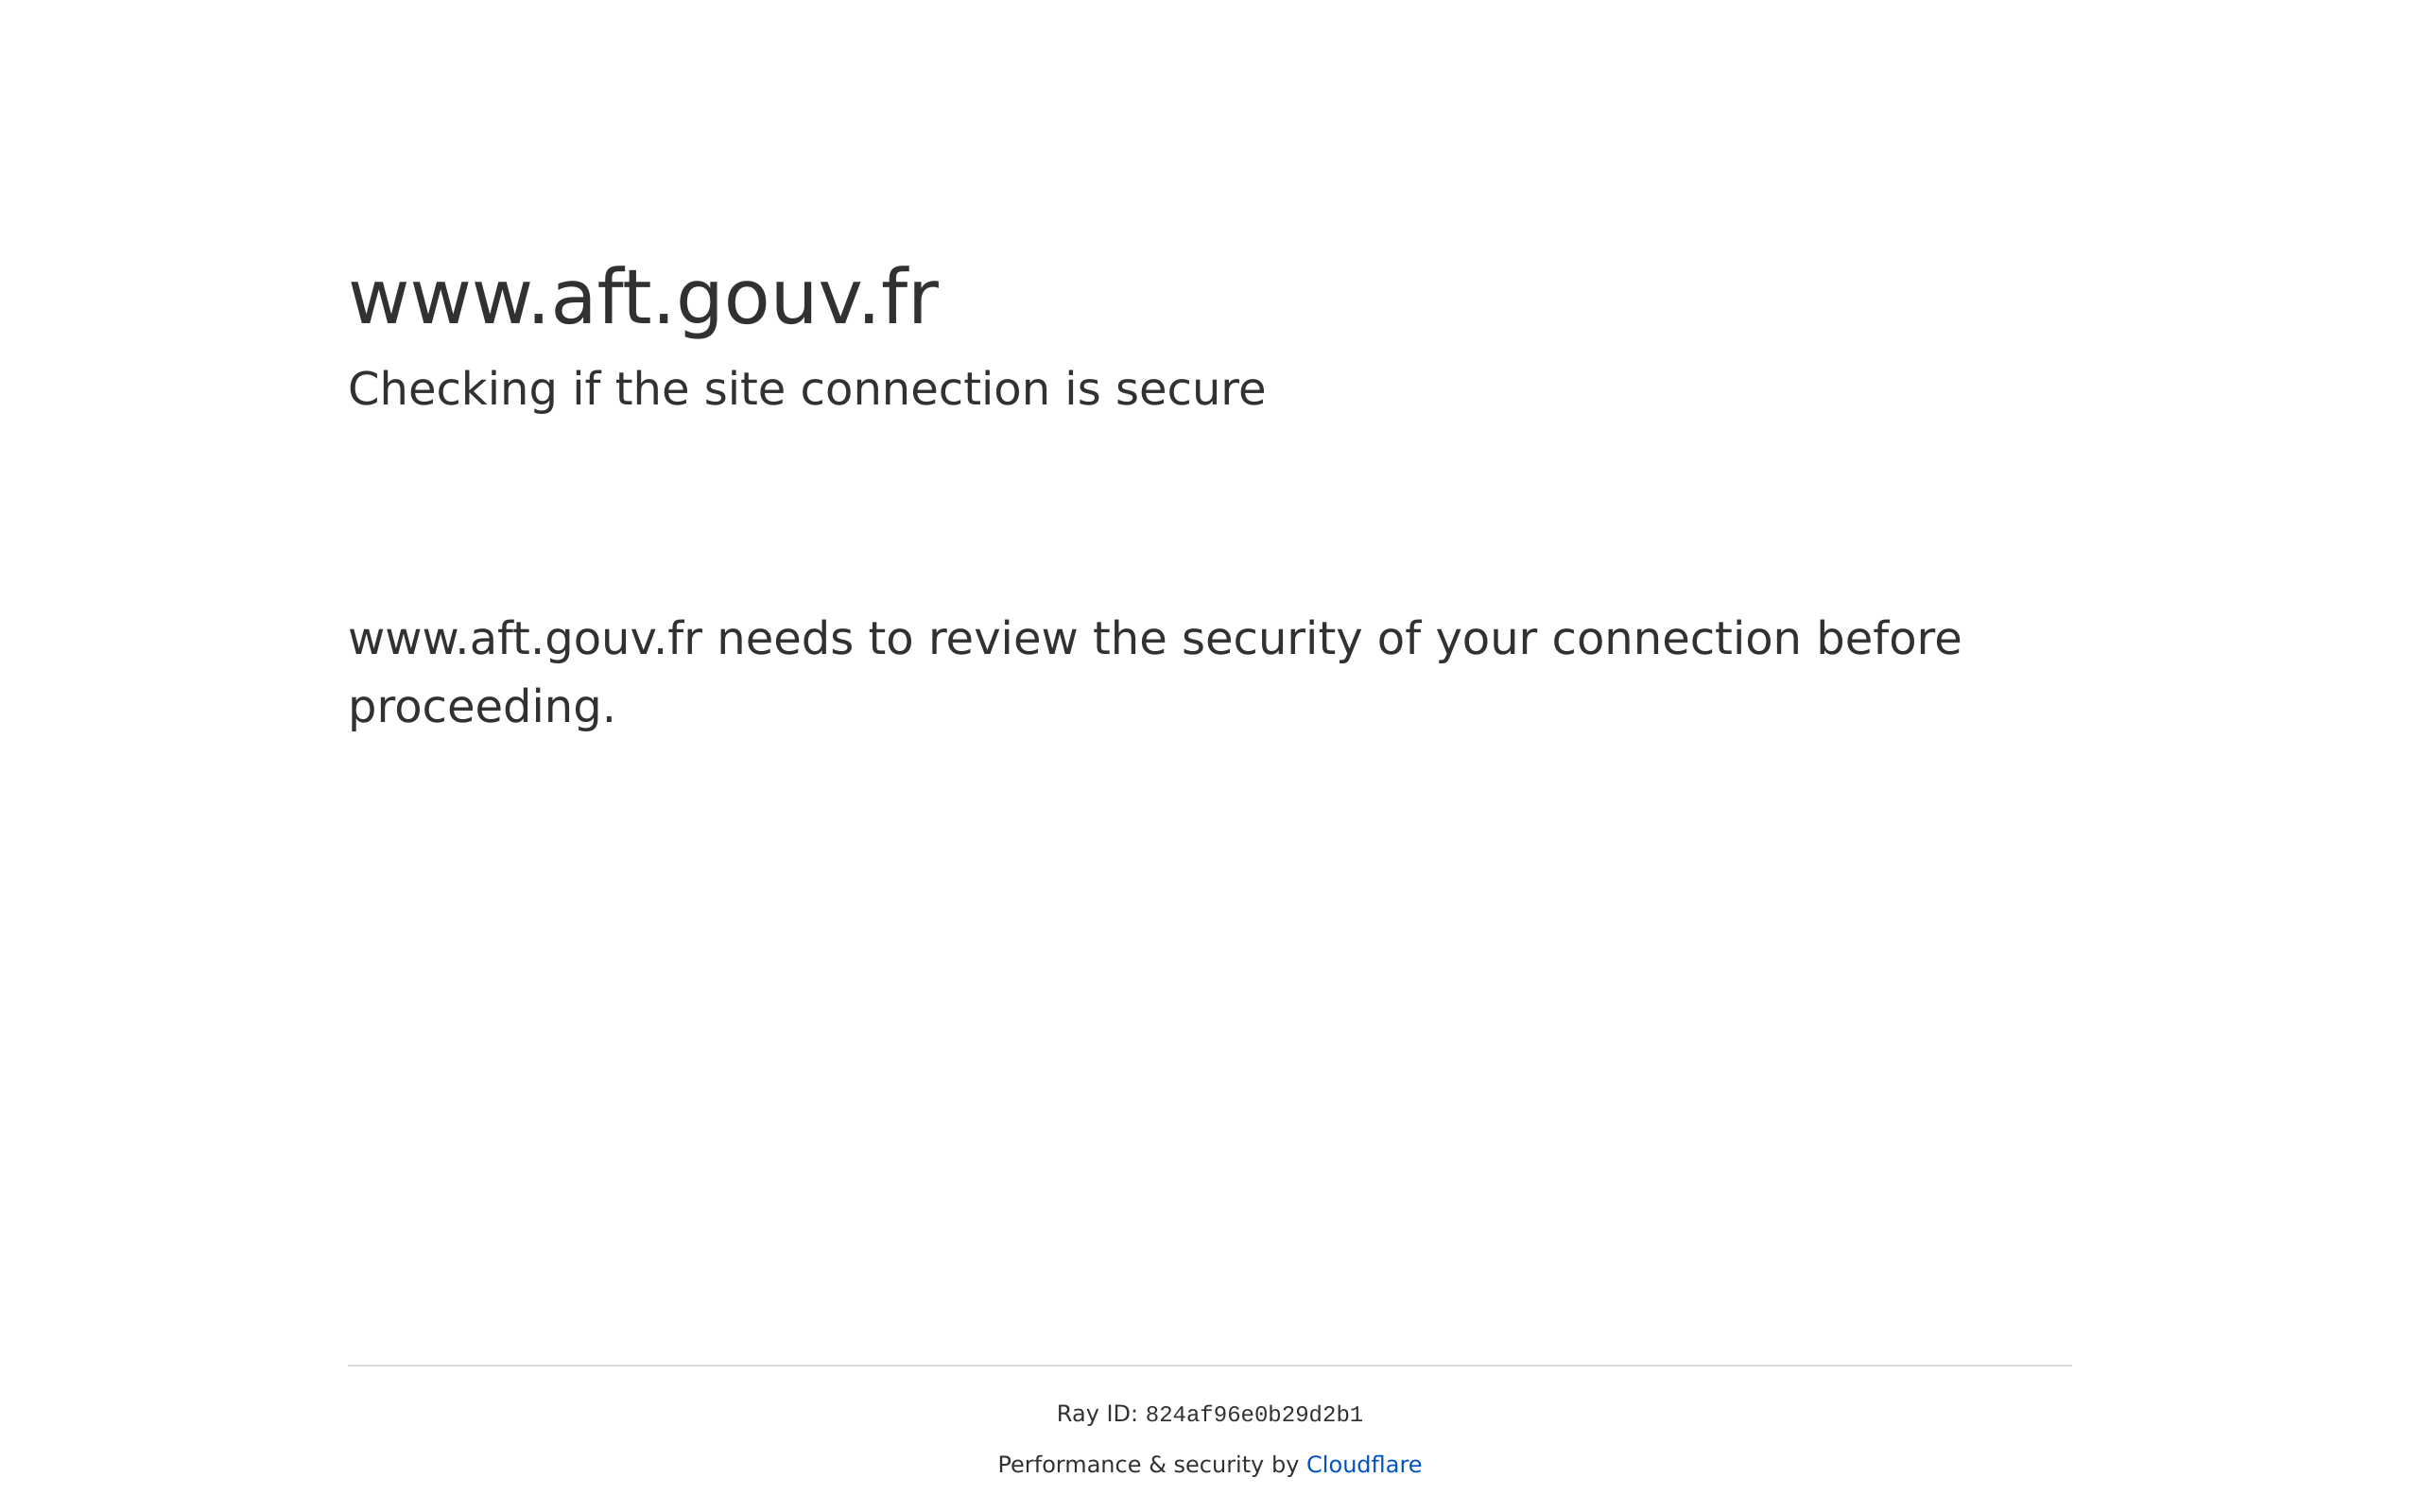 www.aft.gouv.fr
Checking if the site connection is secure
www.aft.gouv.fr needs to review the security of your connection before
proceeding.
Ray ID: 824af96e0b29d2b1
Performance & security by Cloudflare